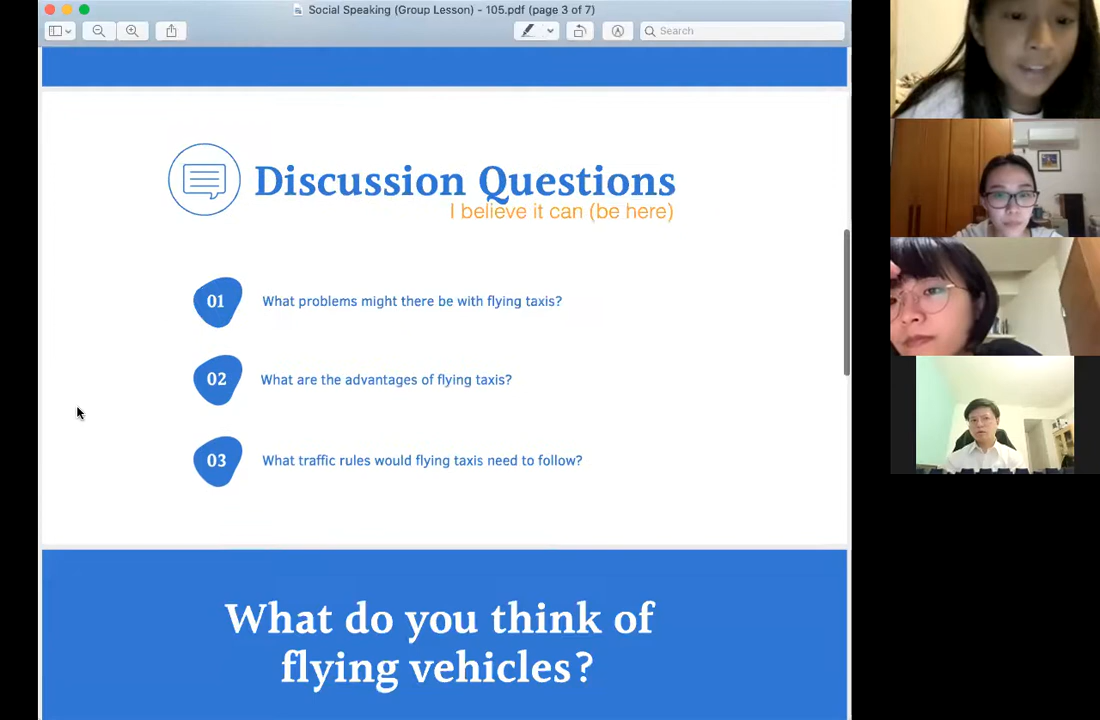 Social Speaking (Group Lesson) - 105.pdf (page 3 of 7)
Search
Discussion Questions
I believe it can (be here)
01 What problems might there be with flying taxis?
02 What are the advantages of flying taxis?
03 What traffic rules would flying taxis need to follow?
What do you think of
flying vehicles?